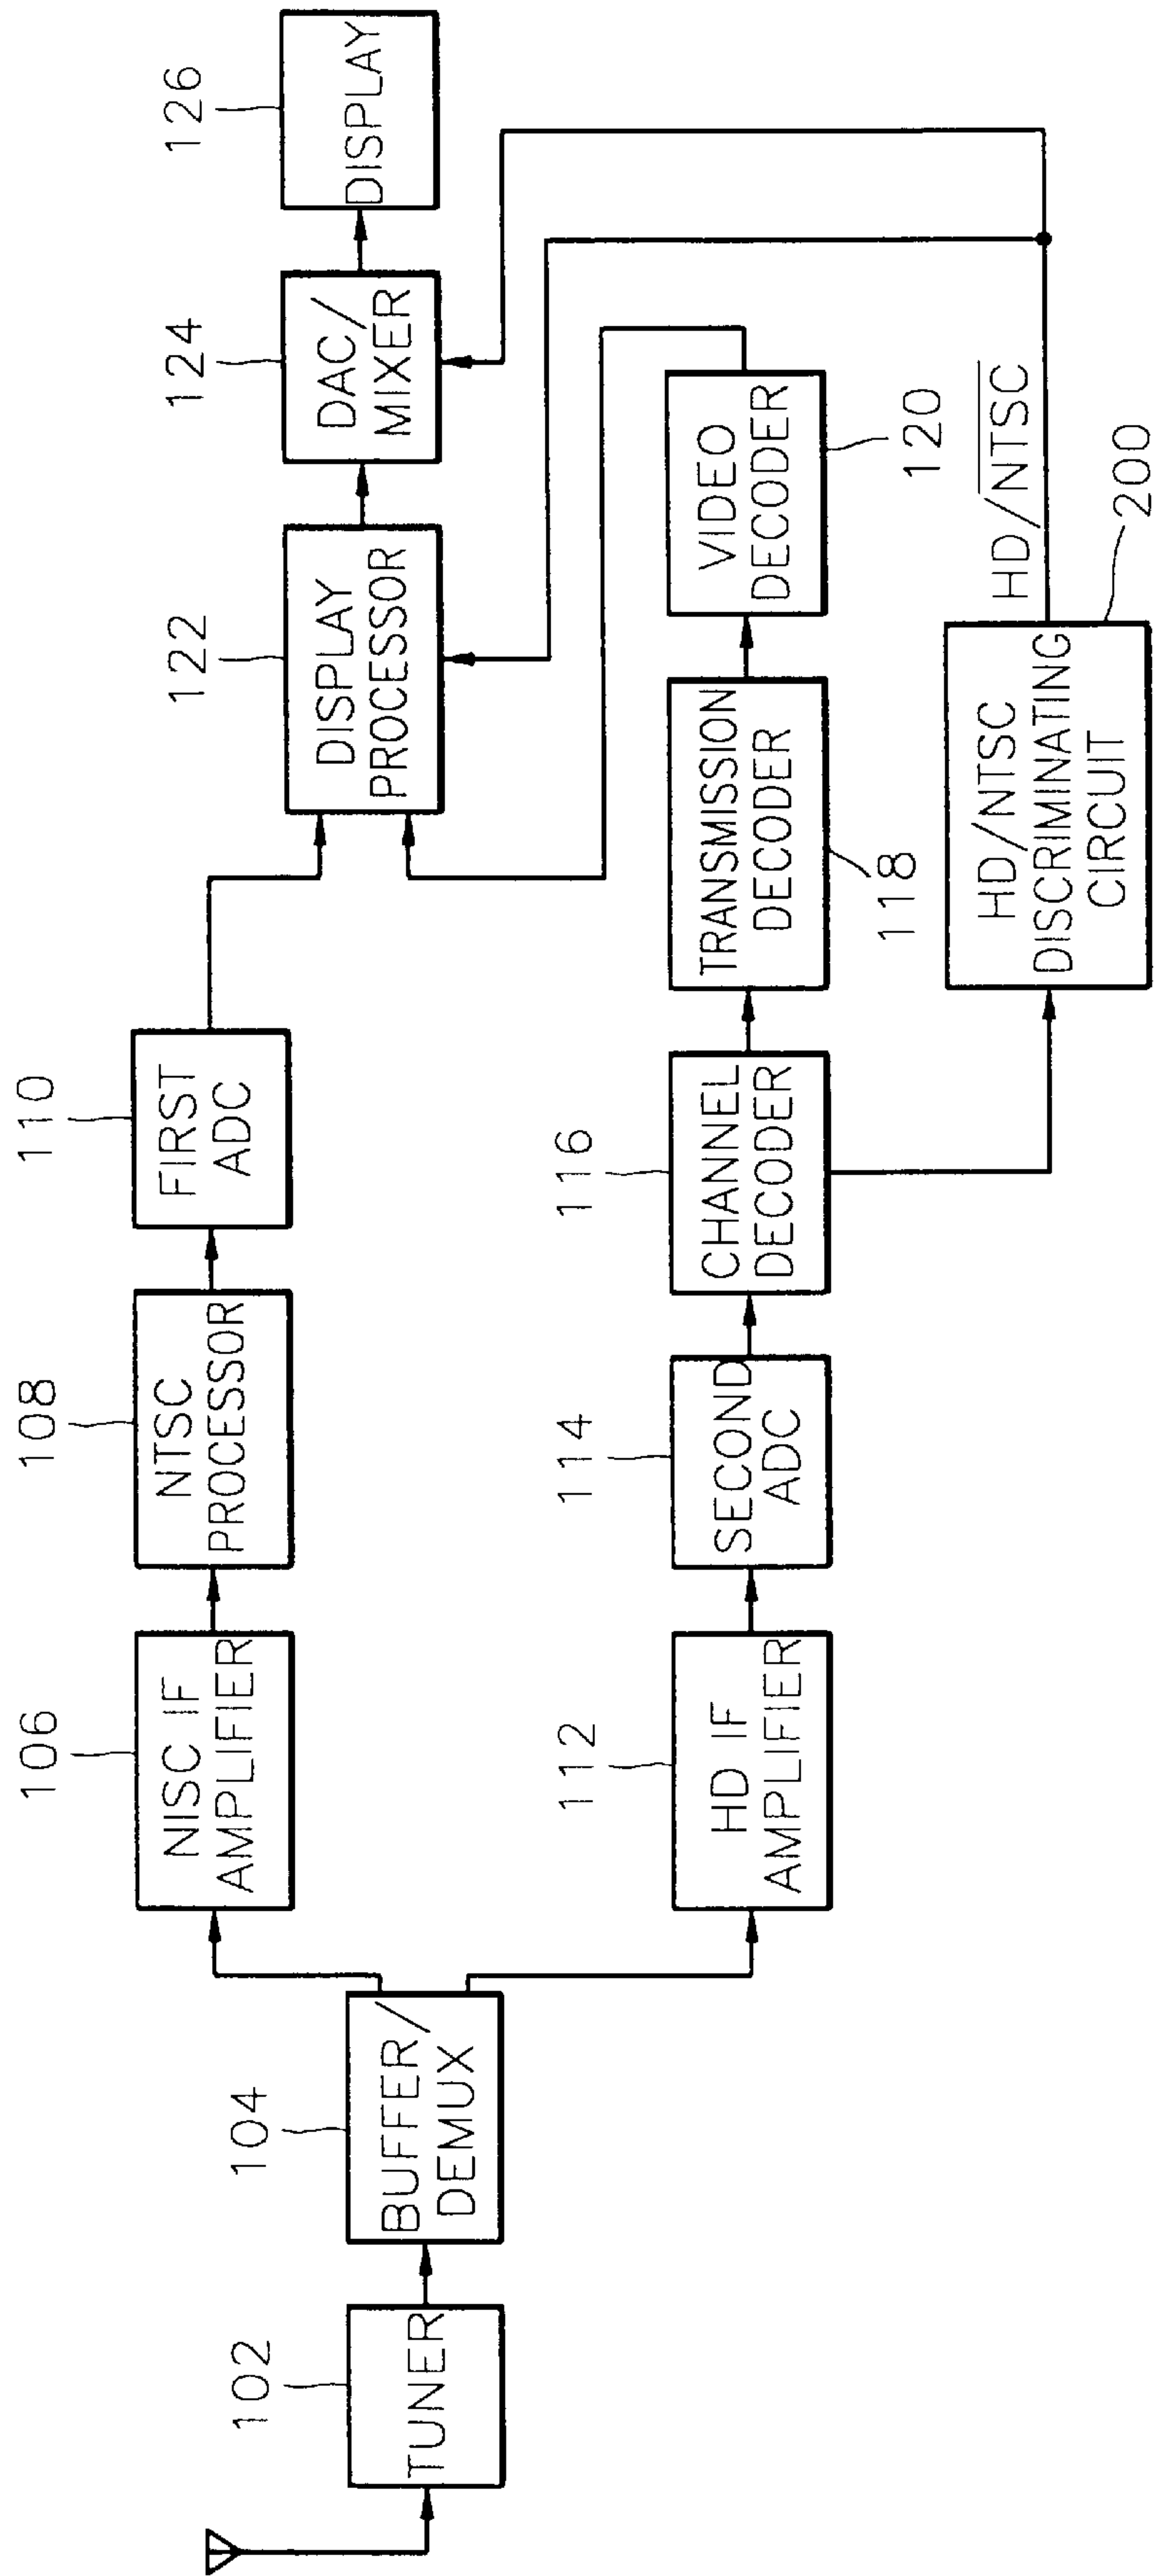 102
TUNER
104
BUFFER/
DEMUX
106
NISC IF
AMPLIFIER
108
NTSC
PROCESSOR
110
FIRST
ADC
112
HD IF
AMPLIFIER
114
SECOND
ADC
116
CHANNEL
DECODER
TRANSMISSION
DECODER
118
VIDEO
DECODER
120
122
DISPLAY
PROCESSOR
124
DAC/
MIXER
126
DISPLAY
HD/NTSC
DISCRIMINATING
CIRCUIT
200
HD/N̅T̅S̅C̅